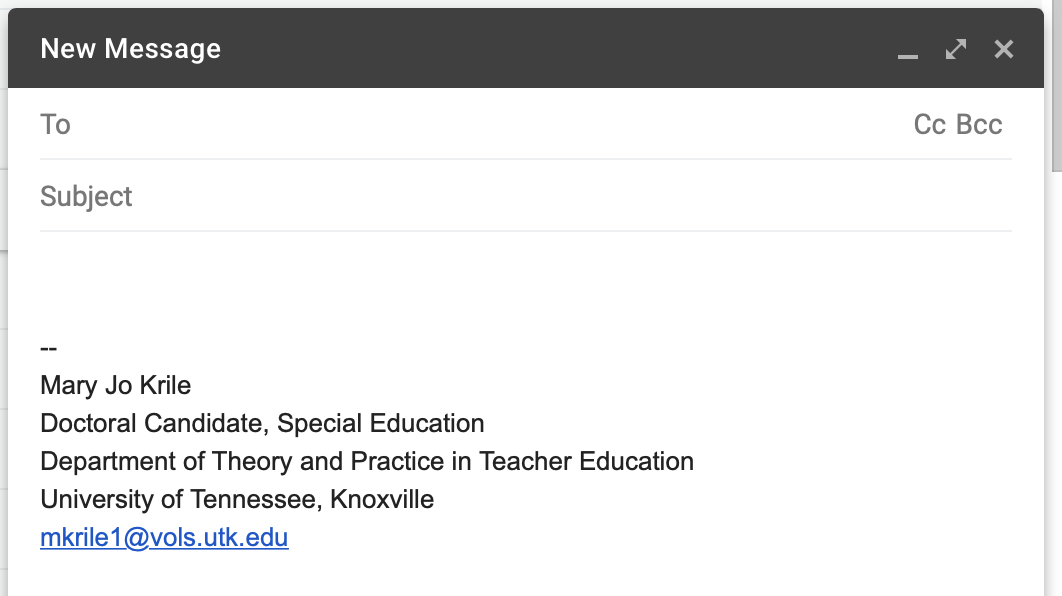 New Message
To Cc Bcc
Subject
--
Mary Jo Krile
Doctoral Candidate, Special Education
Department of Theory and Practice in Teacher Education
University of Tennessee, Knoxville
mkrile1@vols.utk.edu